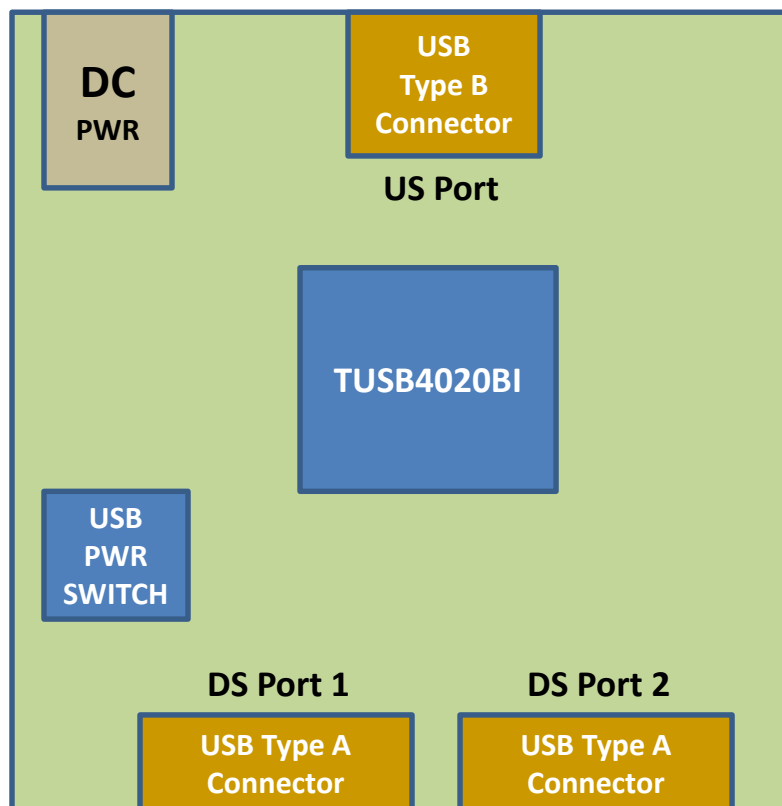 DC
PWR
USB
Type B
Connector
US Port
TUSB4020BI
USB
PWR
SWITCH
DS Port 1
DS Port 2
USB Type A
Connector
USB Type A
Connector